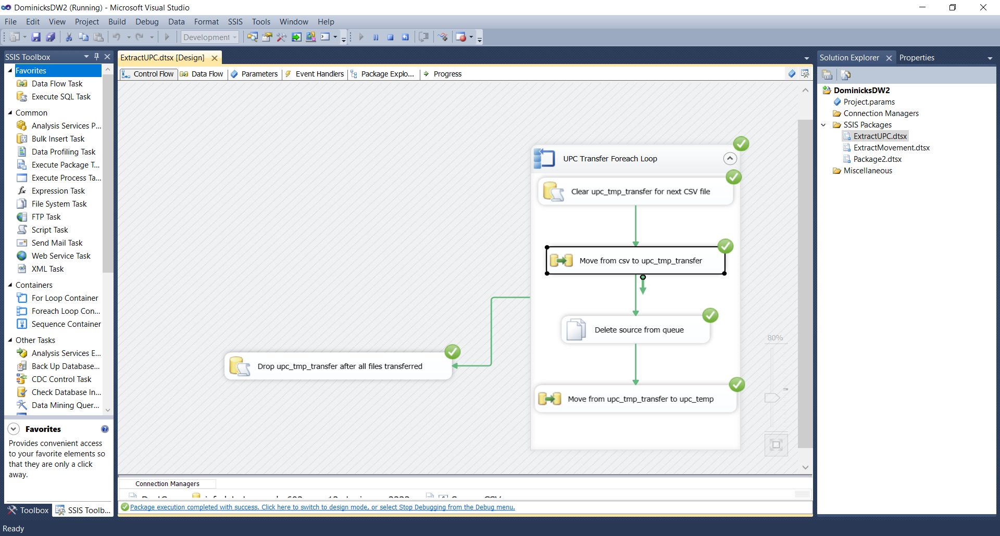 DominicksDW2 (Running) - Microsoft Visual Studio
File Edit View Project Build Debug Data Format SSIS Tools Window Help
Development
SSIS Toolbox
Favorites
Data Flow Task
Execute SQL Task
Common
Analysis Services P...
Bulk Insert Task
Data Profiling Task
Execute Package T...
Execute Process Ta...
Expression Task
File System Task
FTP Task
Script Task
Send Mail Task
Web Service Task
XML Task
Containers
For Loop Container
Foreach Loop Con...
Sequence Container
Other Tasks
Analysis Services E...
Back Up Database...
CDC Control Task
Check Database In...
Data Mining Quer...
Favorites
Provides convenient access
to your favorite elements so
that they are only a click
away.
Toolbox SSIS Toolb...
ExtractUPC.dtsx [Design]
Control Flow Data Flow Parameters Event Handlers Package Explo... Progress
UPC Transfer Foreach Loop
Clear upc_tmp_transfer for next CSV file
Move from csv to upc_tmp_transfer
Delete source from queue
Move from upc_tmp_transfer to upc_temp
Drop upc_tmp_transfer after all files transferred
80%
Connection Managers
Package execution completed with success. Click here to switch to design mode, or select Stop Debugging from the Debug menu.
Solution Explorer Properties
DominicksDW2
Project.params
Connection Managers
SSIS Packages
ExtractUPC.dtsx
ExtractMovement.dtsx
Package2.dtsx
Miscellaneous
Ready